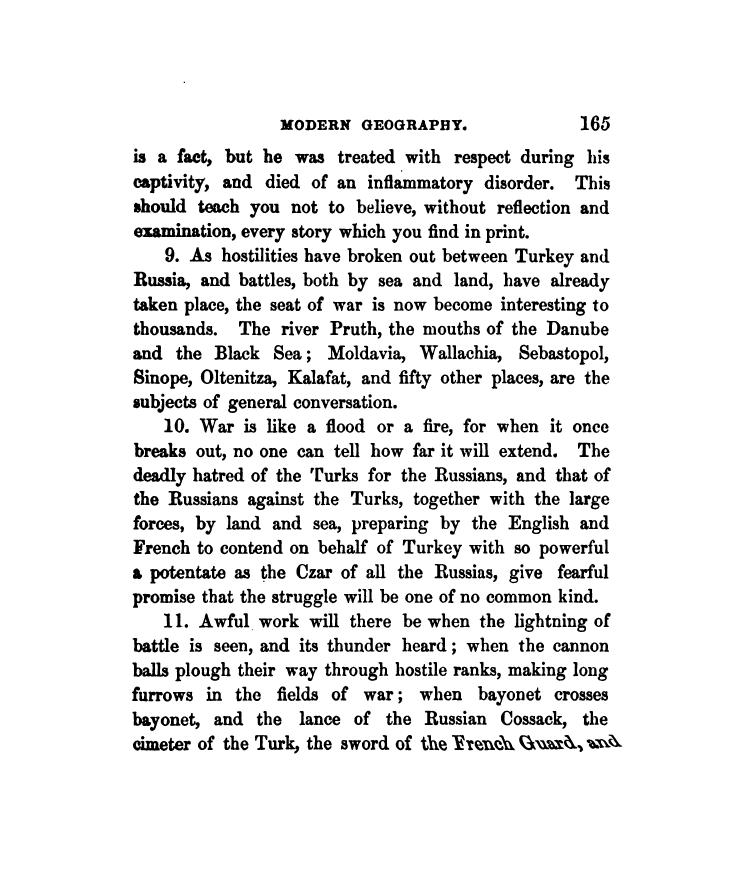 MODERN GEOGRAPHY. 165
is a fact, but he was treated with respect during his
captivity, and died of an inflammatory disorder. This
should teach you not to believe, without reflection and
examination, every story which you find in print.
9. As hostilities have broken out between Turkey and
Russia, and battles, both by sea and land, have already
taken place, the seat of war is now become interesting to
thousands. The river Pruth, the mouths of the Danube
and the Black Sea; Moldavia, Wallachia, Sebastopol,
Sinope, Oltenitza, Kalafat, and fifty other places, are the
subjects of general conversation.
10. War is like a flood or a fire, for when it once
breaks out, no one can tell how far it will extend. The
deadly hatred of the Turks for the Russians, and that of
the Russians against the Turks, together with the large
forces, by land and sea, preparing by the English and
French to contend on behalf of Turkey with so powerful
a potentate as the Czar of all the Russias, give fearful
promise that the struggle will be one of no common kind.
11. Awful work will there be when the lightning of
battle is seen, and its thunder heard; when the cannon
balls plough their way through hostile ranks, making long
furrows in the fields of war; when bayonet crosses
bayonet, and the lance of the Russian Cossack, the
cimeter of the Turk, the sword of the French Guard, and